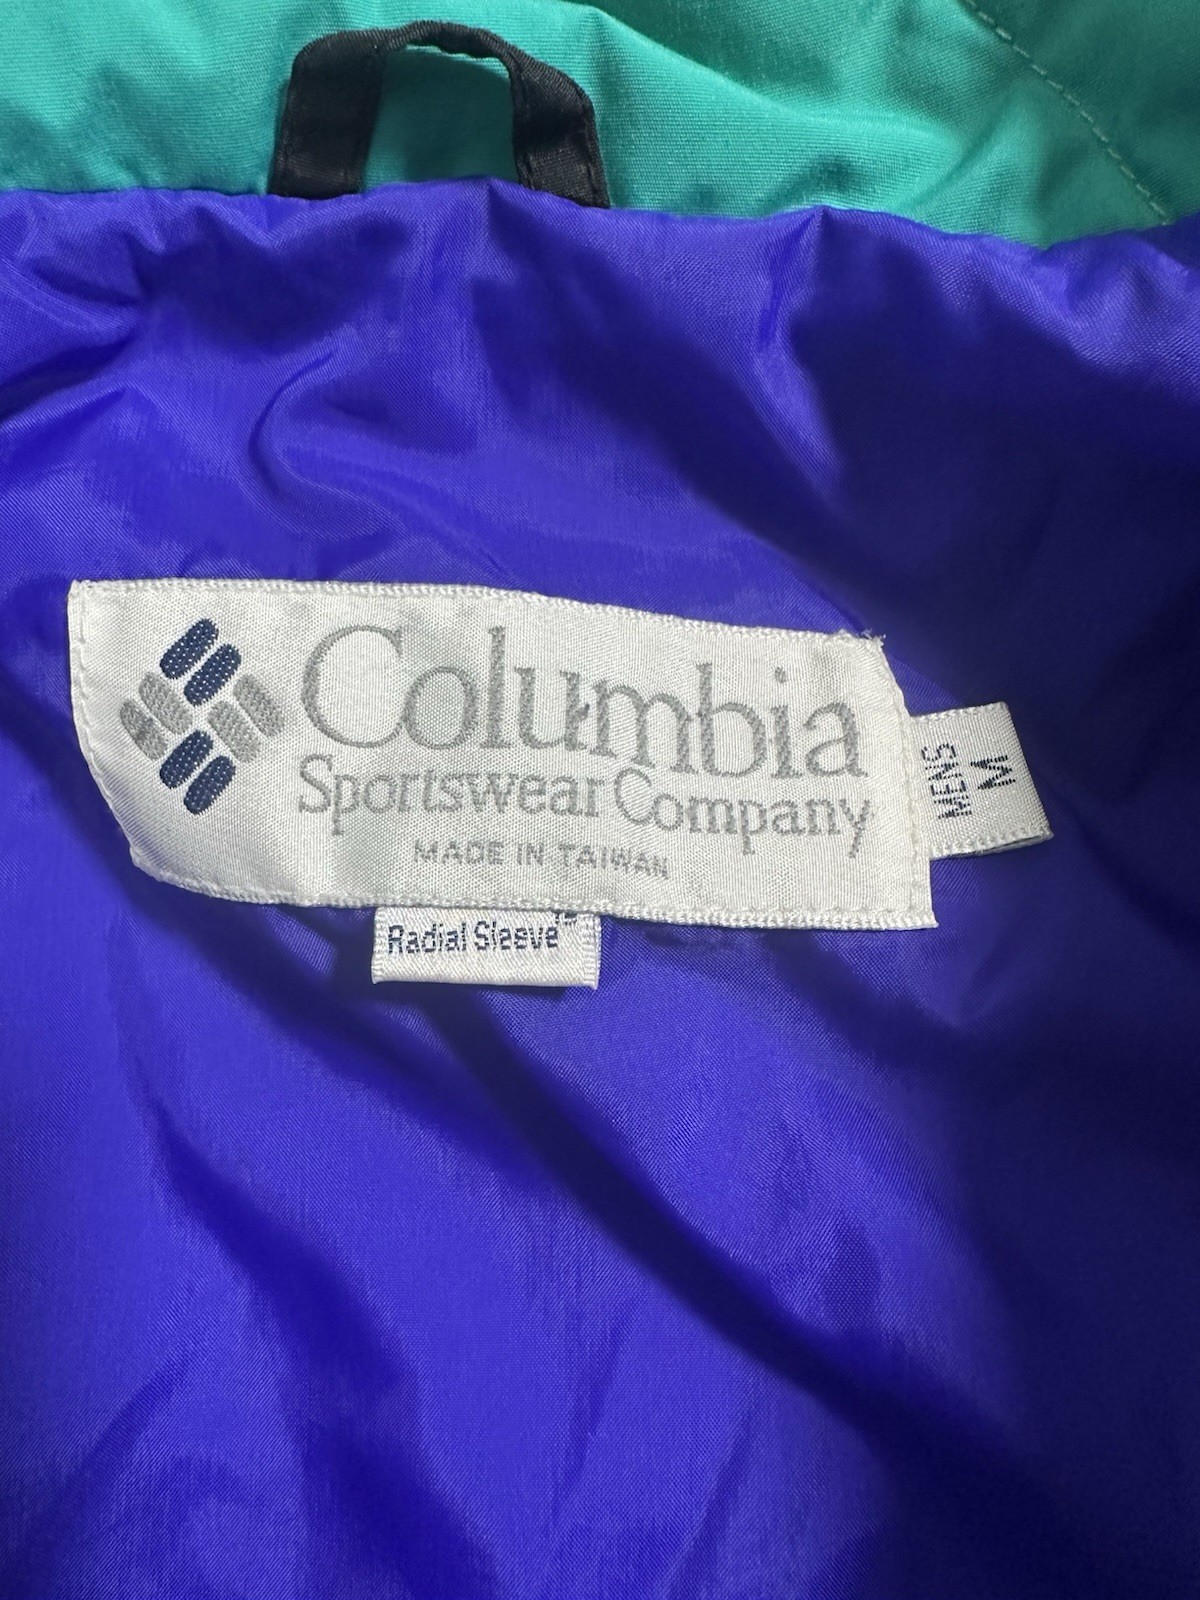 Columbia
Sportswear Company
MADE IN TAIWAN
MENS
M
Radial Sleeve